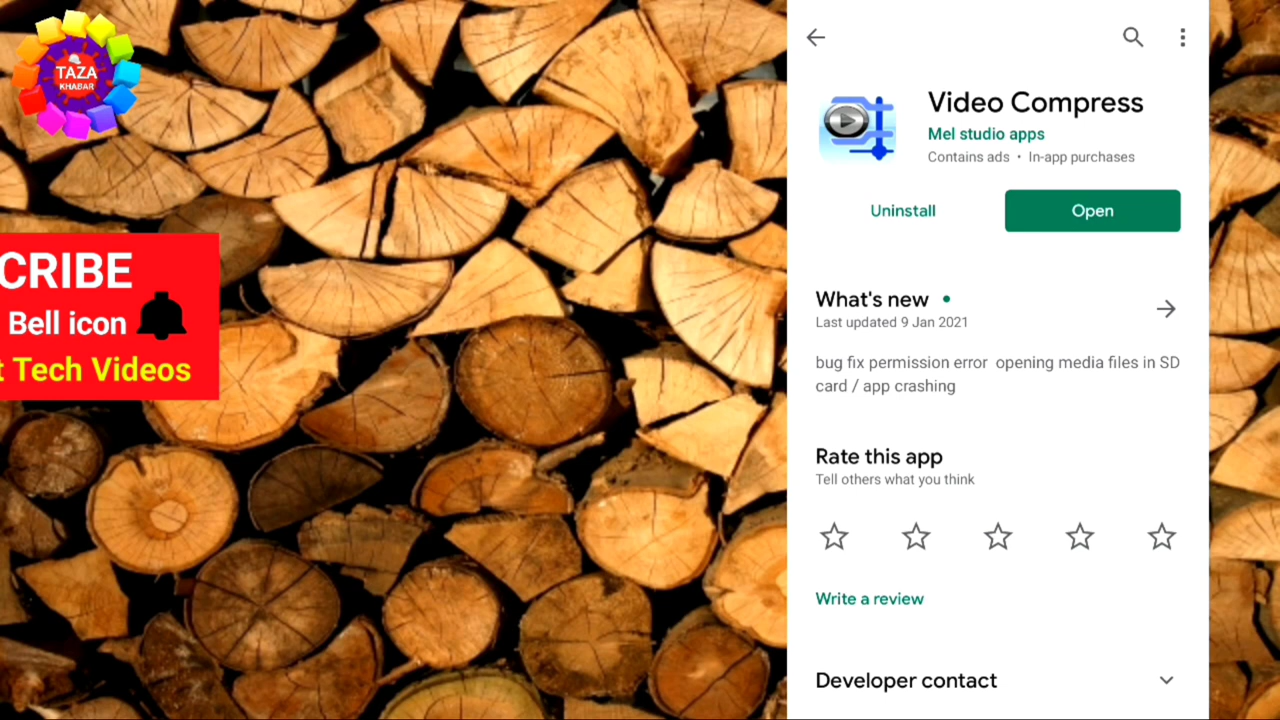 TAZA
KHABAR
CRIBE
Bell icon
t Tech Videos
Video Compress
Mel studio apps
Contains ads • In-app purchases
Uninstall
Open
What's new •
Last updated 9 Jan 2021
bug fix permission error opening media files in SD
card / app crashing
Rate this app
Tell others what you think
Write a review
Developer contact